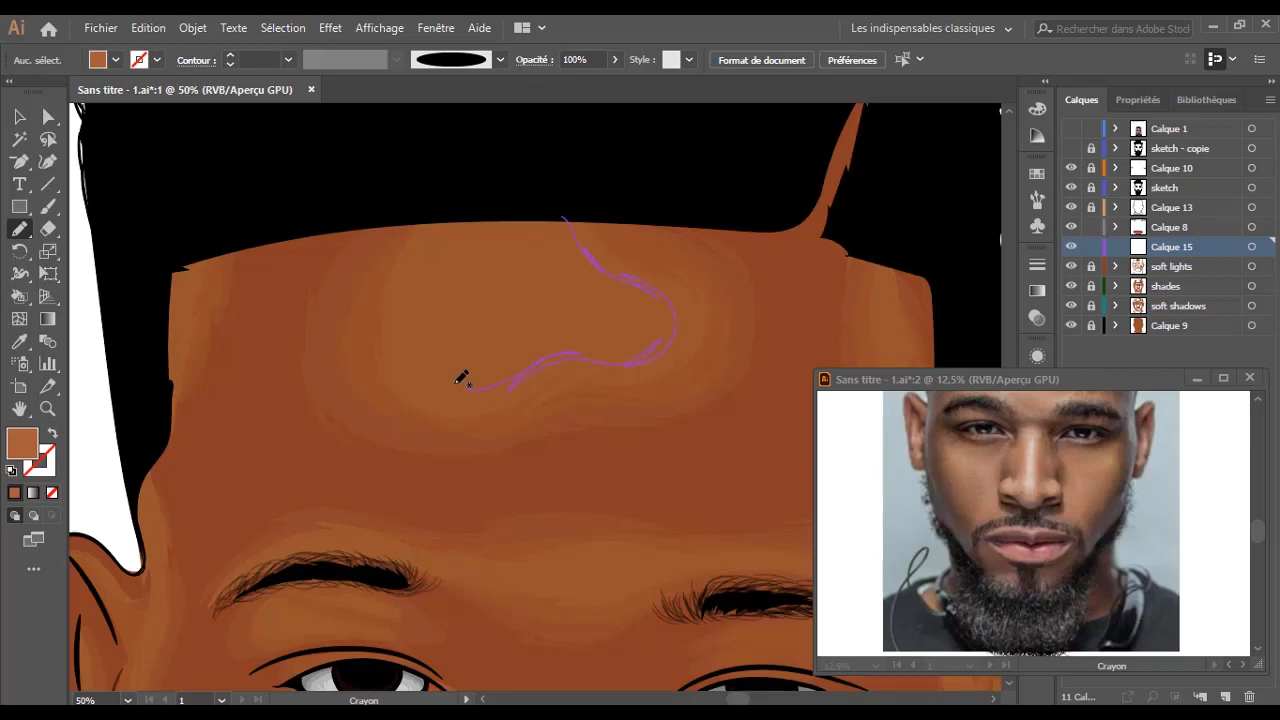 Ai
Fichier Edition Objet Texte Sélection Effet Affichage Fenêtre Aide
Les indispensables classiques
Rechercher dans Adobe Stock
Auc. sélect.
Contour :
Opacité : 100%
Style :
Format de document
Préférences
Sans titre - 1.ai*:1 @ 50% (RVB/Aperçu GPU)
Calques Propriétés Bibliothèques
Calque 1
sketch - copie
Calque 10
sketch
Calque 13
Calque 8
Calque 15
soft lights
shades
soft shadows
Calque 9
Sans titre - 1.ai*:2 @ 12,5% (RVB/Aperçu GPU)
12,5%
1
Crayon
50%
1
Crayon
11 Cal...